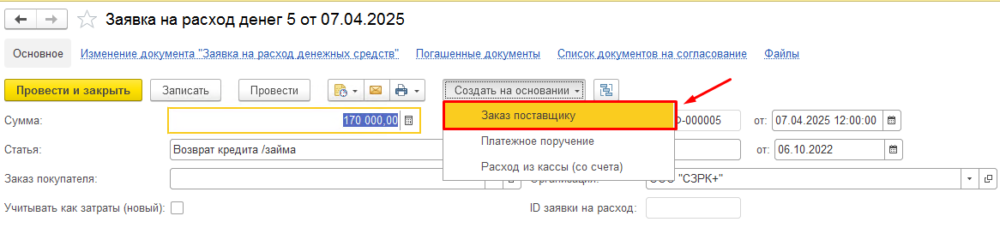 Заявка на расход денег 5 от 07.04.2025
Основное Изменение документа "Заявка на расход денежных средств" Погашенные документы Список документов на согласование Файлы
Провести и закрыть Записать Провести Создать на основании
Сумма: 170 000,00 Заказ поставщику -000005 от: 07.04.2025 12:00:00
Платежное поручение
Статья: Возврат кредита /займа от: 06.10.2022
Расход из кассы (со счета)
Заказ покупателя: Организация: ООО "СЗРК+"
Учитывать как затраты (новый): ID заявки на расход: